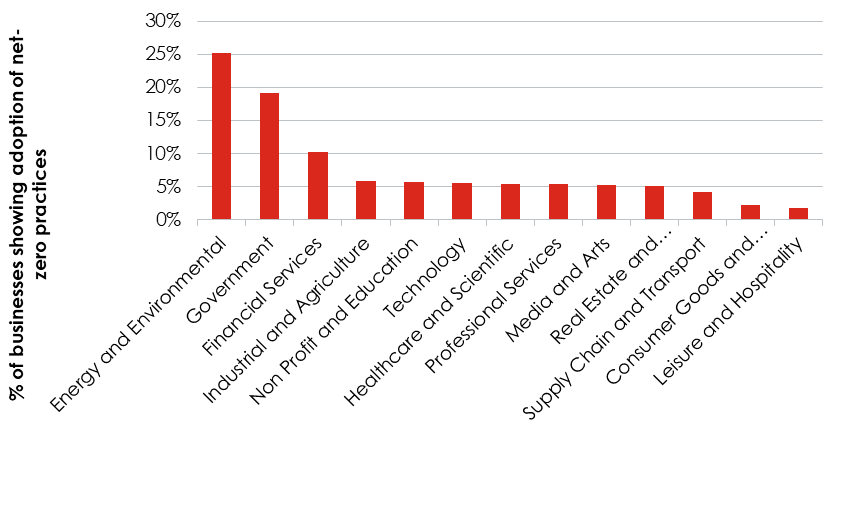 % of businesses showing adoption of net-
zero practices
30%
25%
20%
15%
10%
5%
0%
Energy and Environmental
Government
Financial Services
Industrial and Agriculture
Non Profit and Education
Technology
Healthcare and Scientific
Professional Services
Media and Arts
Real Estate and...
Supply Chain and Transport
Consumer Goods and...
Leisure and Hospitality